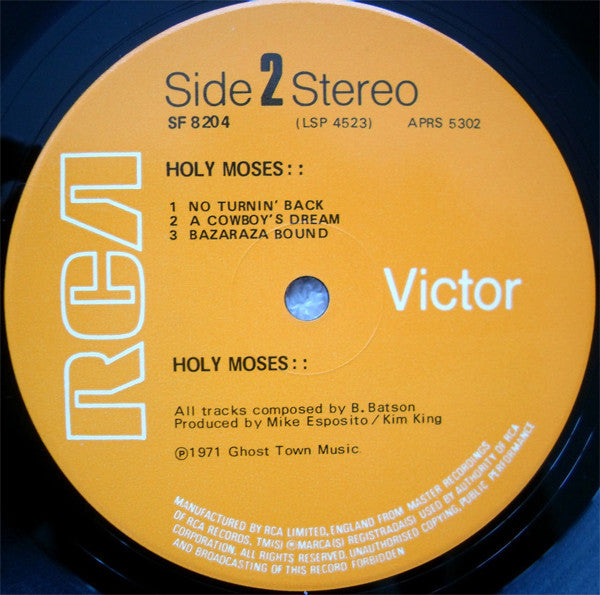 Side 2 Stereo
SF 8204 (LSP 4523) APRS 5302
HOLY MOSES : :
1 NO TURNIN' BACK
2 A COWBOY'S DREAM
3 BAZARAZA BOUND
RCA
Victor
HOLY MOSES : :
All tracks composed by B. Batson
Produced by Mike Esposito / Kim King
℗1971 Ghost Town Music
MANUFACTURED BY RCA LIMITED, ENGLAND FROM MASTER RECORDINGS
OF RCA RECORDS. TM(S) ® MARCA(S) REGISTRADA(S) USED BY AUTHORITY OF RCA
CORPORATION. ALL RIGHTS RESERVED. UNAUTHORISED COPYING, PUBLIC PERFORMANCE
AND BROADCASTING OF THIS RECORD FORBIDDEN